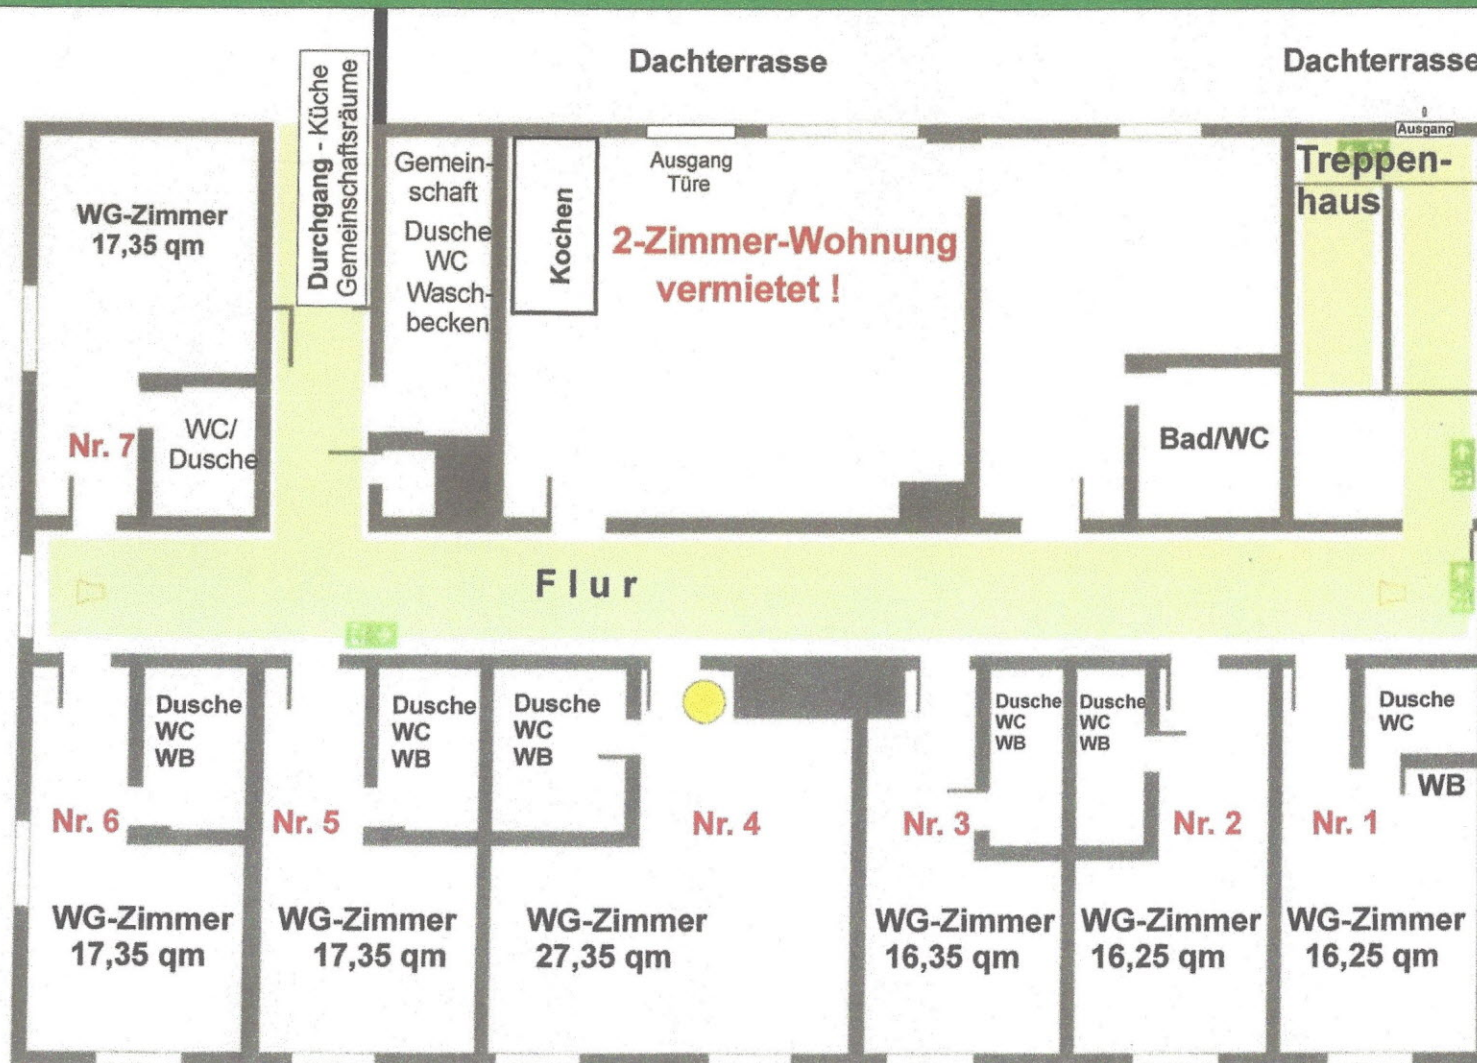 Dachterrasse
Dachterrasse
Durchgang - Küche
Gemeinschaftsräume
Ausgang
Treppen-
haus
WG-Zimmer
17,35 qm
Nr. 7
WC/
Dusche
Gemein-
schaft
Dusche
WC
Wasch-
becken
Kochen
Ausgang
Türe
2-Zimmer-Wohnung
vermietet !
Bad/WC
Flur
Dusche
WC
WB
Nr. 6
WG-Zimmer
17,35 qm
Dusche
WC
WB
Nr. 5
WG-Zimmer
17,35 qm
Dusche
WC
WB
Nr. 4
WG-Zimmer
27,35 qm
Dusche
WC
WB
Nr. 3
WG-Zimmer
16,35 qm
Dusche
WC
WB
Nr. 2
WG-Zimmer
16,25 qm
Dusche
WC
WB
Nr. 1
WG-Zimmer
16,25 qm